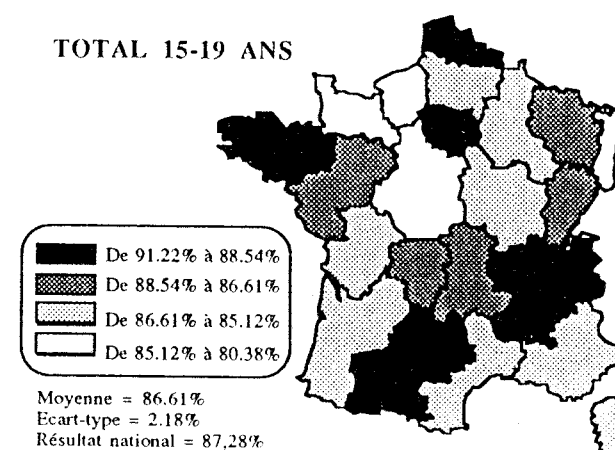 TOTAL 15-19 ANS
De 91.22% à 88.54%
De 88.54% à 86.61%
De 86.61% à 85.12%
De 85.12% à 80.38%
Moyenne = 86.61%
Ecart-type = 2.18%
Résultat national = 87,28%